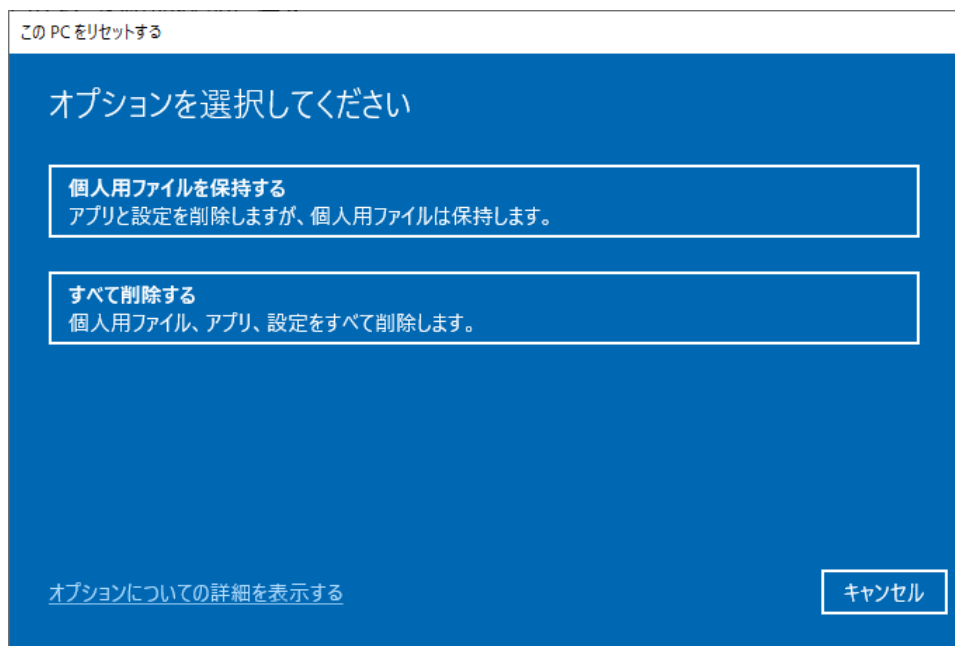 この PC をリセットする
オプションを選択してください
個人用ファイルを保持する
アプリと設定を削除しますが、個人用ファイルは保持します。
すべて削除する
個人用ファイル、アプリ、設定をすべて削除します。
オプションについての詳細を表示する
キャンセル